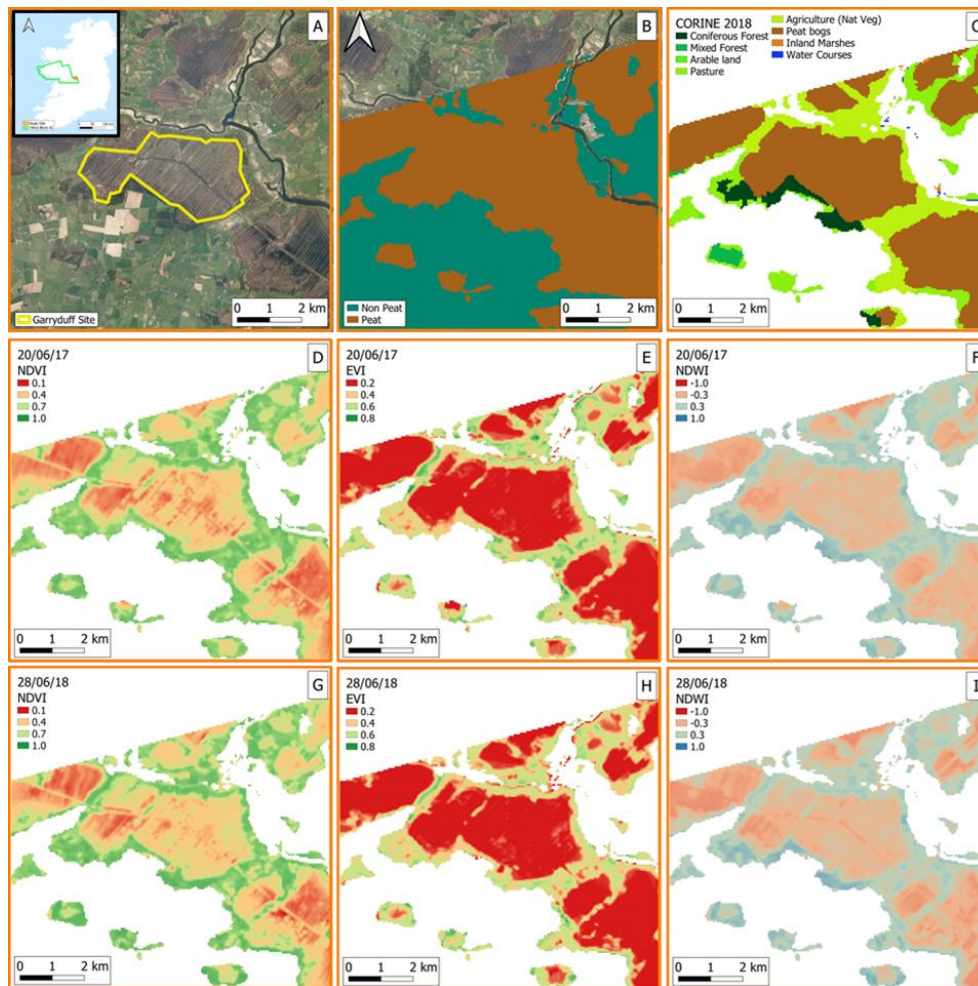 A
Garryduff Site
0 1 2 km
B
Non Peat
Peat
0 1 2 km
C
CORINE 2018
Coniferous Forest
Mixed Forest
Arable land
Pasture
Agriculture (Nat Veg)
Peat bogs
Inland Marshes
Water Courses
0 1 2 km
20/06/17
D
NDVI
0.1
0.4
0.7
1.0
0 1 2 km
20/06/17
E
EVI
0.2
0.4
0.6
0.8
0 1 2 km
20/06/17
F
NDWI
-1.0
-0.3
0.3
1.0
0 1 2 km
28/06/18
G
NDVI
0.1
0.4
0.7
1.0
0 1 2 km
28/06/18
H
EVI
0.2
0.4
0.6
0.8
0 1 2 km
28/06/18
I
NDWI
-1.0
-0.3
0.3
1.0
0 1 2 km